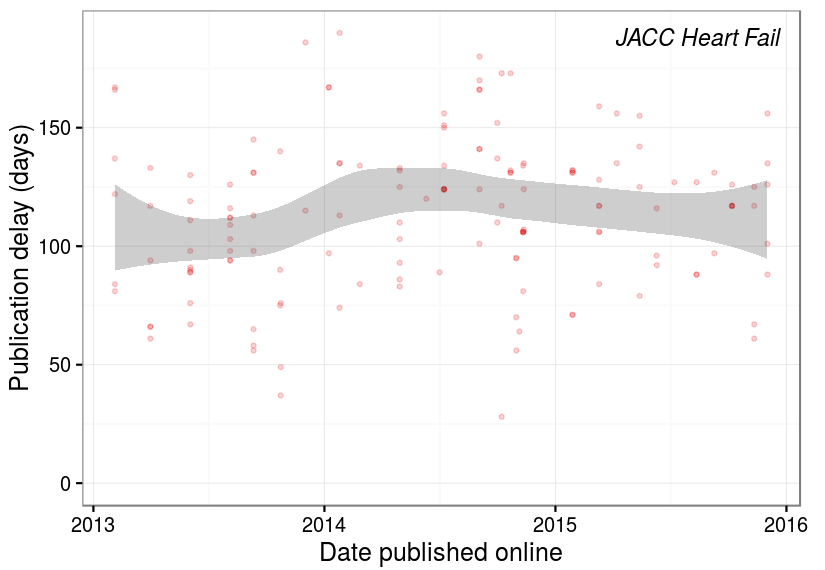 JACC Heart Fail
Publication delay (days)
150
100
50
0
2013 2014 2015 2016
Date published online